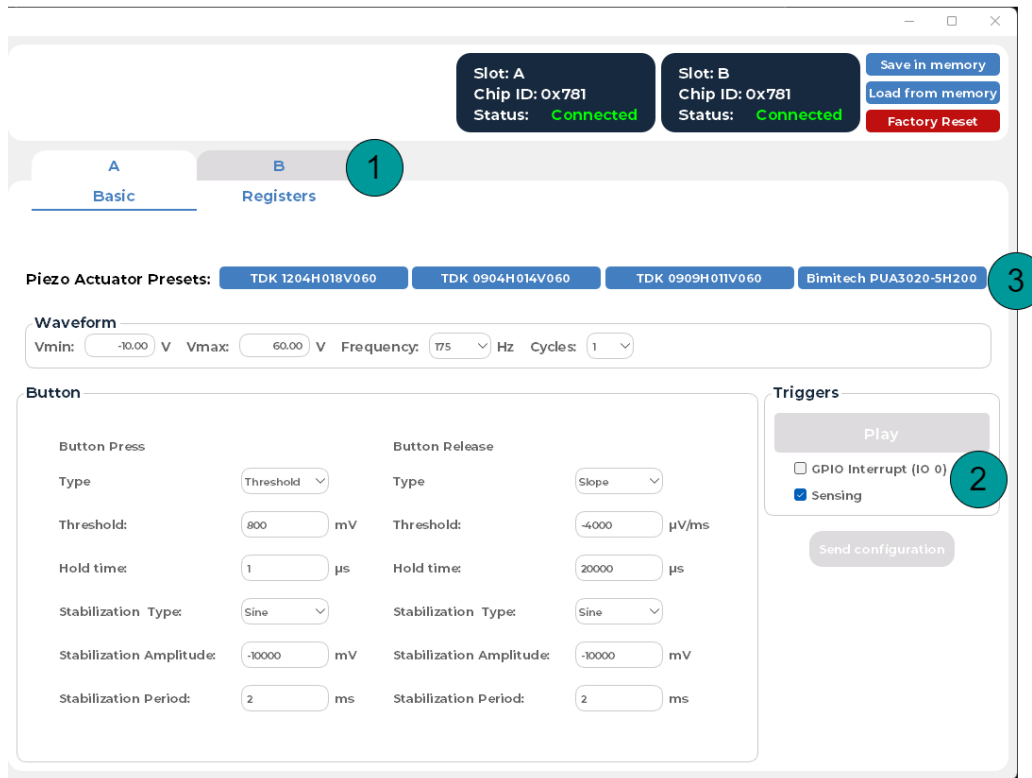 Slot: A
Chip ID: 0x781
Status: Connected
Slot: B
Chip ID: 0x781
Status: Connected
Save in memory
Load from memory
Factory Reset
A B 1
Basic Registers
Piezo Actuator Presets: TDK 1204H018V060 TDK 0904H014V060 TDK 0909H011V060 Bimitech PUA3020-5H200 3
Waveform
Vmin: -10.00 V Vmax: 60.00 V Frequency: 175 Hz Cycles: 1
Button
Button Press Button Release
Type Threshold Type Slope
Threshold: 800 mV Threshold: -4000 µV/ms
Hold time: 1 µs Hold time: 20000 µs
Stabilization Type: Sine Stabilization Type: Sine
Stabilization Amplitude: -10000 mV Stabilization Amplitude: -10000 mV
Stabilization Period: 2 ms Stabilization Period: 2 ms
Triggers
Play
GPIO Interrupt (IO 0) 2
Sensing
Send configuration